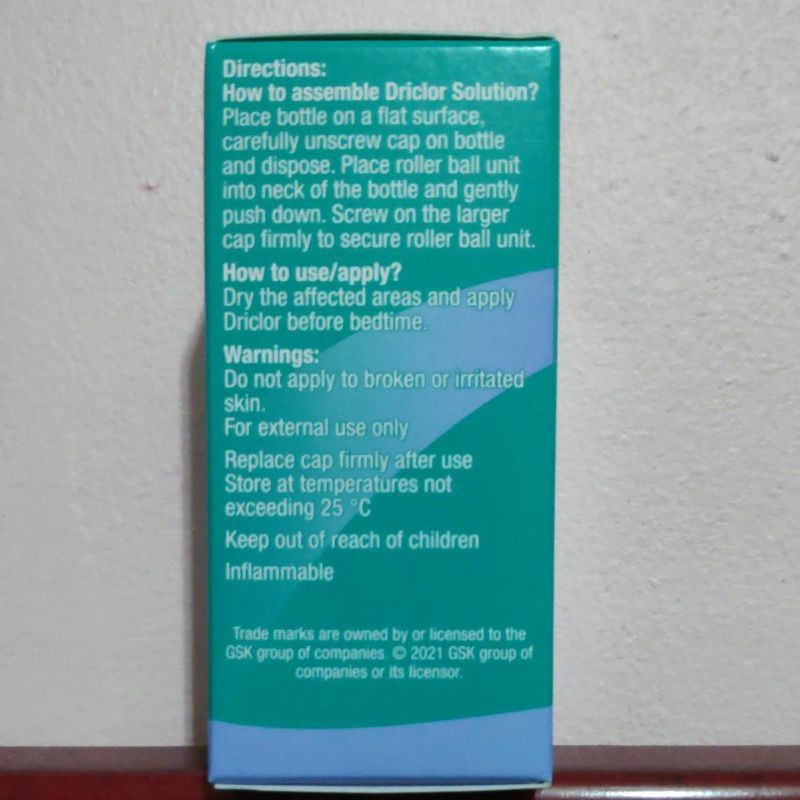 Directions:
How to assemble Driclor Solution?
Place bottle on a flat surface,
carefully unscrew cap on bottle
and dispose. Place roller ball unit
into neck of the bottle and gently
push down. Screw on the larger
cap firmly to secure roller ball unit.
How to use/apply?
Dry the affected areas and apply
Driclor before bedtime.
Warnings:
Do not apply to broken or irritated
skin.
For external use only
Replace cap firmly after use
Store at temperatures not
exceeding 25 °C
Keep out of reach of children
Inflammable
Trade marks are owned by or licensed to the
GSK group of companies. © 2021 GSK group of
companies or its licensor.